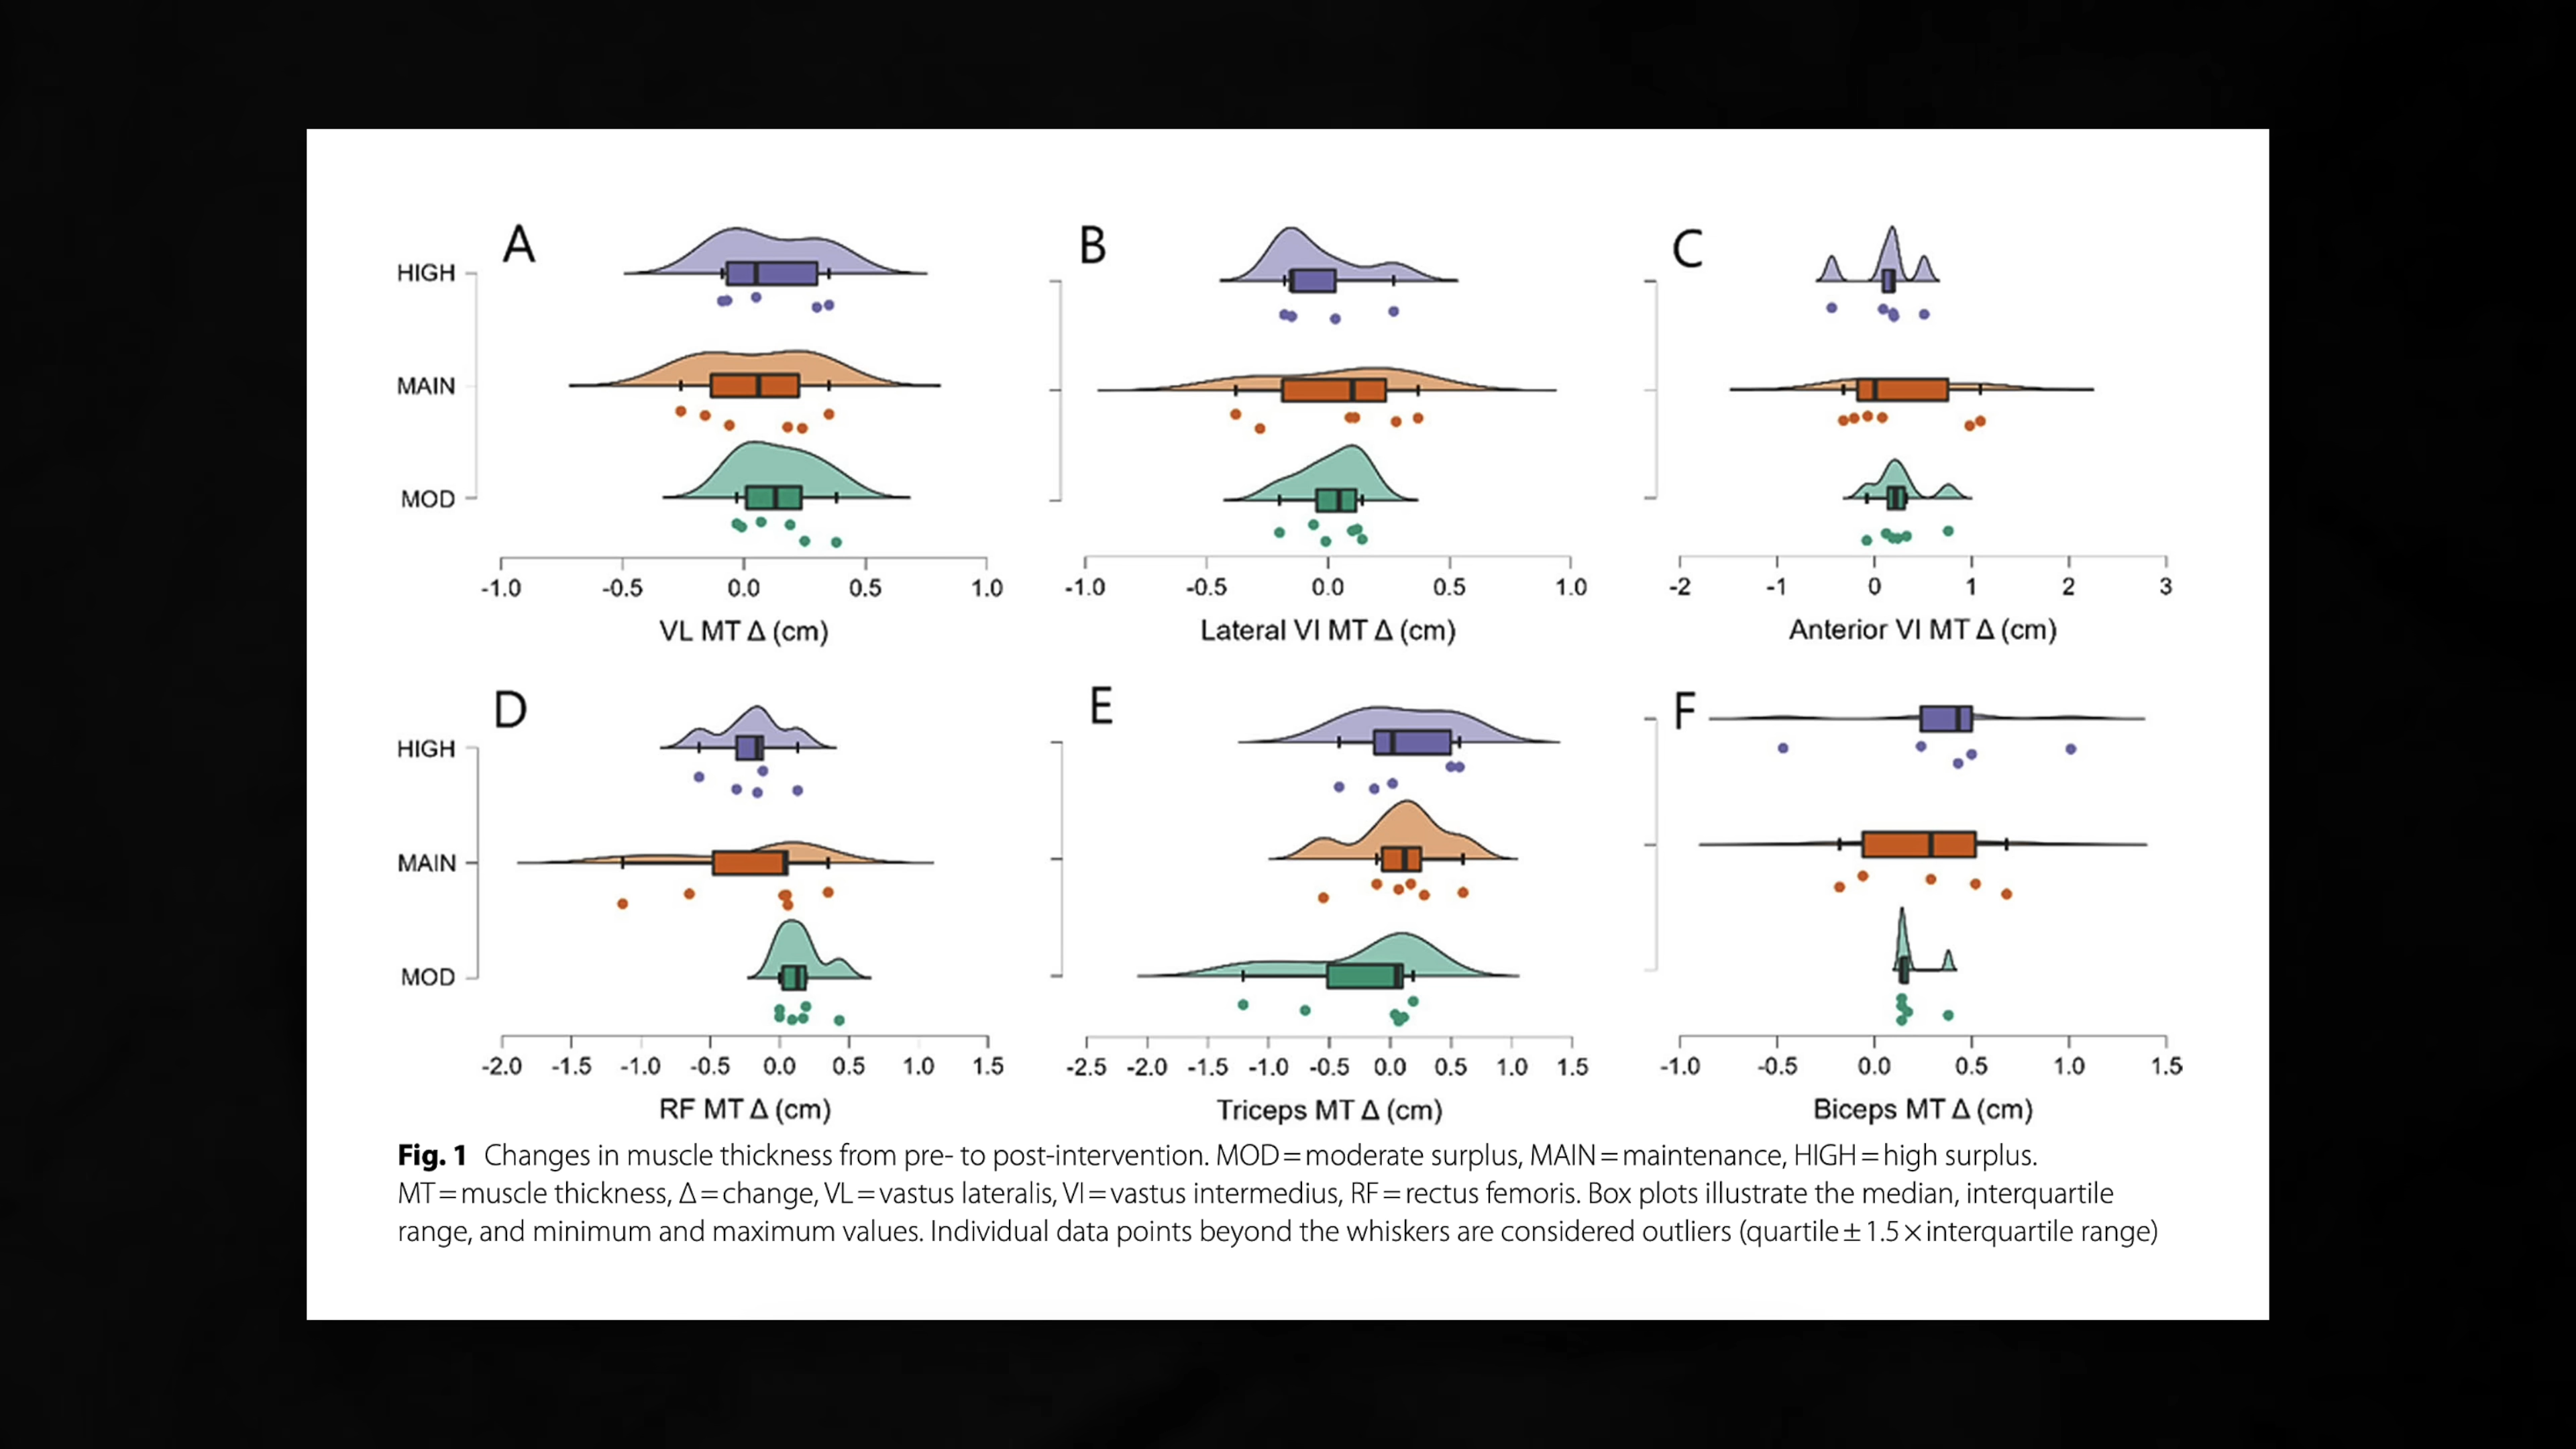 A
B
C
HIGH
MAIN
MOD
-1.0 -0.5 0.0 0.5 1.0
-1.0 -0.5 0.0 0.5 1.0
-2 -1 0 1 2 3
VL MT Δ (cm)
Lateral VI MT Δ (cm)
Anterior VI MT Δ (cm)
D
E
F
HIGH
MAIN
MOD
-2.0 -1.5 -1.0 -0.5 0.0 0.5 1.0 1.5
-2.5 -2.0 -1.5 -1.0 -0.5 0.0 0.5 1.0 1.5
-1.0 -0.5 0.0 0.5 1.0 1.5
RF MT Δ (cm)
Triceps MT Δ (cm)
Biceps MT Δ (cm)
Fig. 1 Changes in muscle thickness from pre- to post-intervention. MOD = moderate surplus, MAIN = maintenance, HIGH = high surplus.
MT = muscle thickness, Δ = change, VL = vastus lateralis, VI = vastus intermedius, RF = rectus femoris. Box plots illustrate the median, interquartile
range, and minimum and maximum values. Individual data points beyond the whiskers are considered outliers (quartile ± 1.5 × interquartile range)